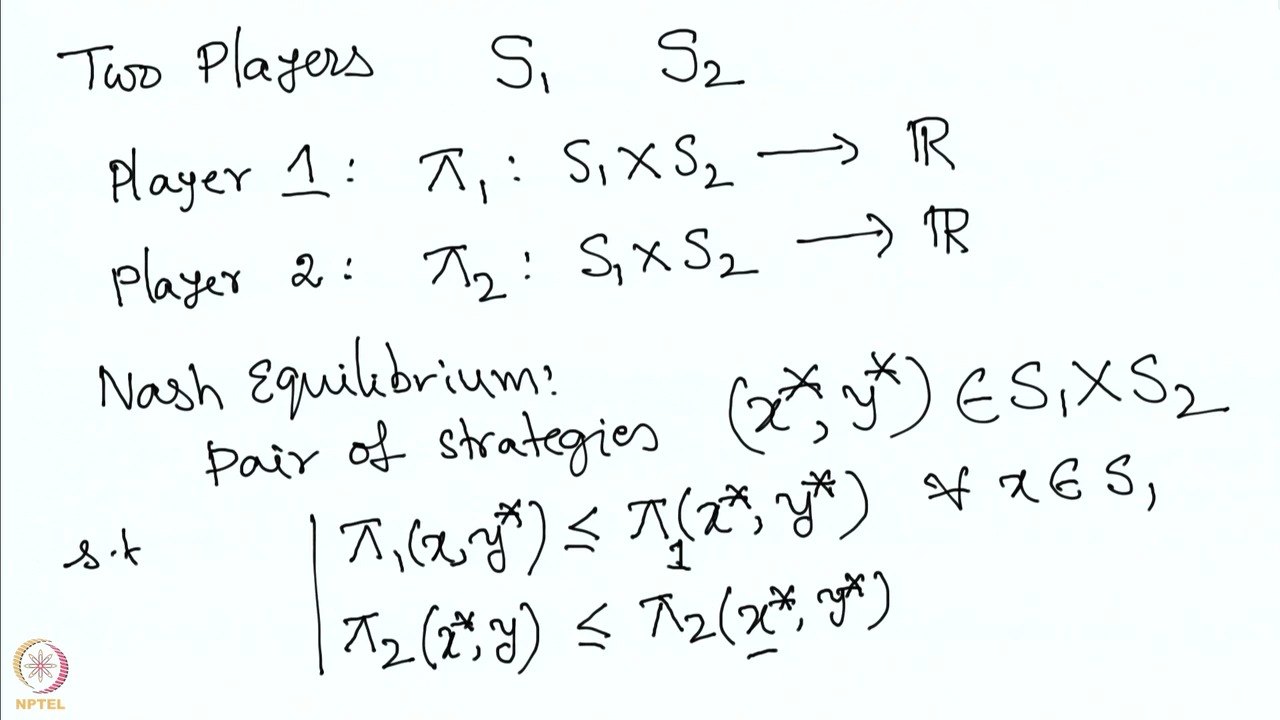 Two Players S₁ S₂
Player 1: π₁: S₁ × S₂ ⟶ ℝ
Player 2: π₂: S₁ × S₂ ⟶ ℝ
Nash Equilibrium:
Pair of strategies (x*, y*) ∈ S₁ × S₂
s.t π₁(x, y*) ≤ π₁(x*, y*) ∀ x ∈ S₁
π₂(x*, y) ≤ π₂(x*, y*)
NPTEL